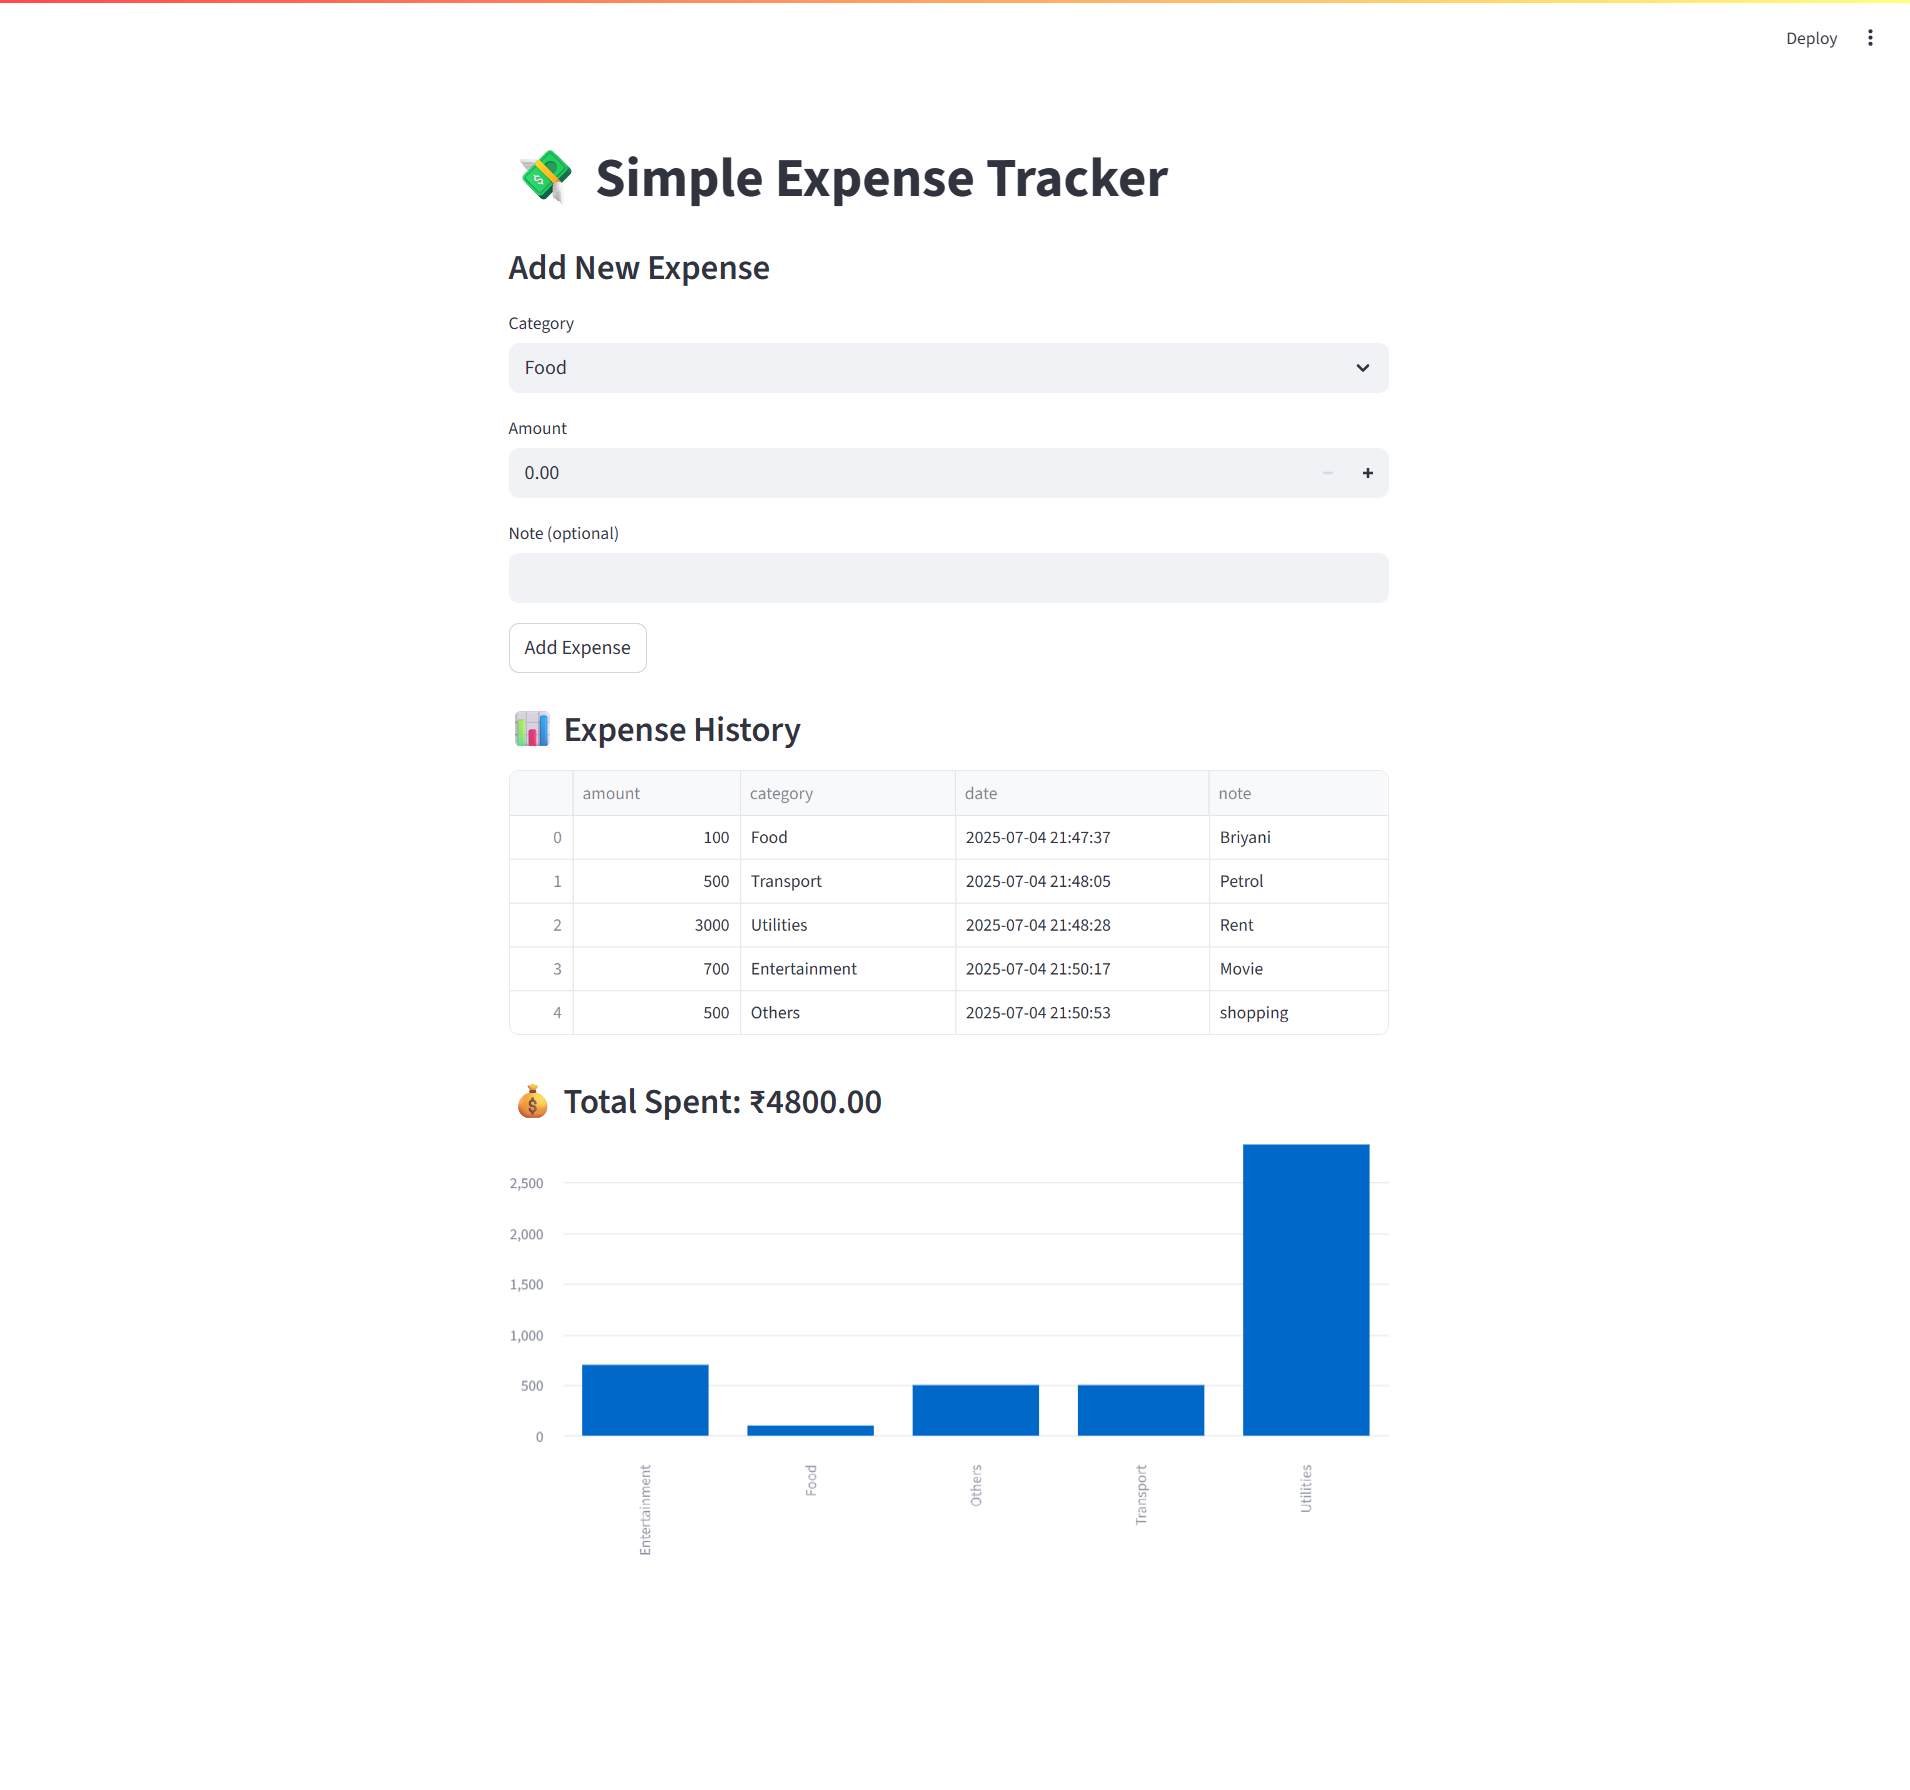 Deploy
Simple Expense Tracker
Add New Expense
Category
Food
Amount
0.00
Note (optional)
Add Expense
Expense History
amount category date note
0 100 Food 2025-07-04 21:47:37 Briyani
1 500 Transport 2025-07-04 21:48:05 Petrol
2 3000 Utilities 2025-07-04 21:48:28 Rent
3 700 Entertainment 2025-07-04 21:50:17 Movie
4 500 Others 2025-07-04 21:50:53 shopping
Total Spent: ₹4800.00
2,500
2,000
1,500
1,000
500
0
Entertainment Food Others Transport Utilities